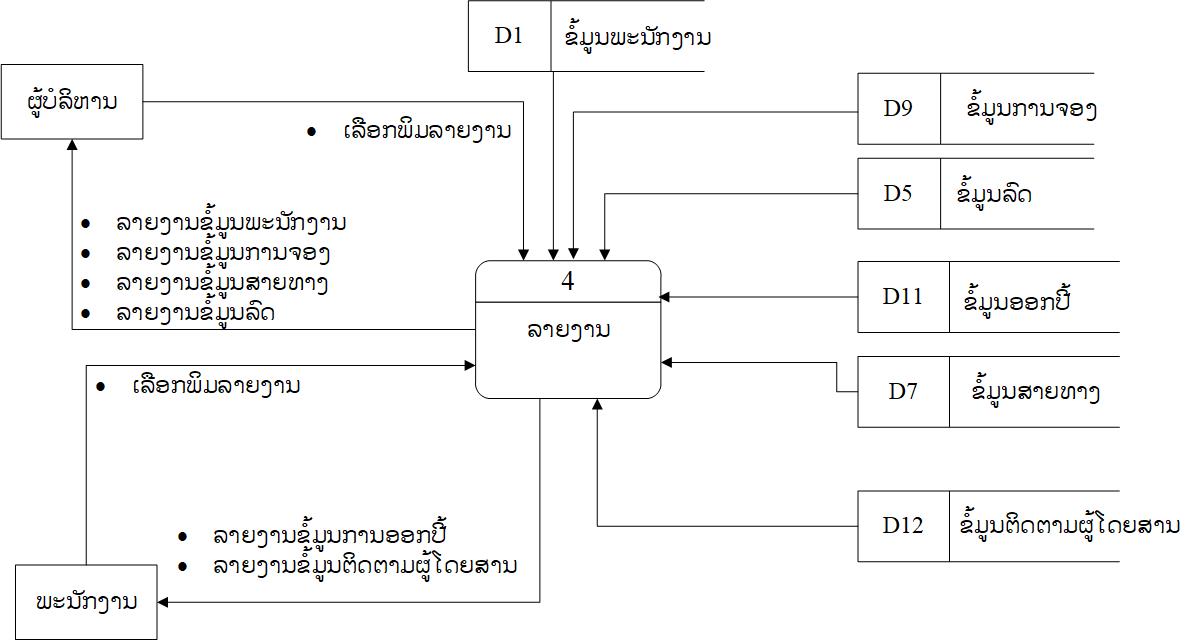 D1 ຂໍ້ມູນພະນັກງານ
ຜູ້ບໍລິຫານ
D9 ຂໍ້ມູນການຈອງ
● ເລືອກພິມລາຍງານ
D5 ຂໍ້ມູນລົດ
● ລາຍງານຂໍ້ມູນພະນັກງານ
● ລາຍງານຂໍ້ມູນການຈອງ
● ລາຍງານຂໍ້ມູນສາຍທາງ
● ລາຍງານຂໍ້ມູນລົດ
4
ລາຍງານ
D11 ຂໍ້ມູນອອກປີ້
● ເລືອກພິມລາຍງານ
D7 ຂໍ້ມູນສາຍທາງ
D12 ຂໍ້ມູນຕິດຕາມຜູ້ໂດຍສານ
● ລາຍງານຂໍ້ມູນການອອກປີ້
● ລາຍງານຂໍ້ມູນຕິດຕາມຜູ້ໂດຍສານ
ພະນັກງານ